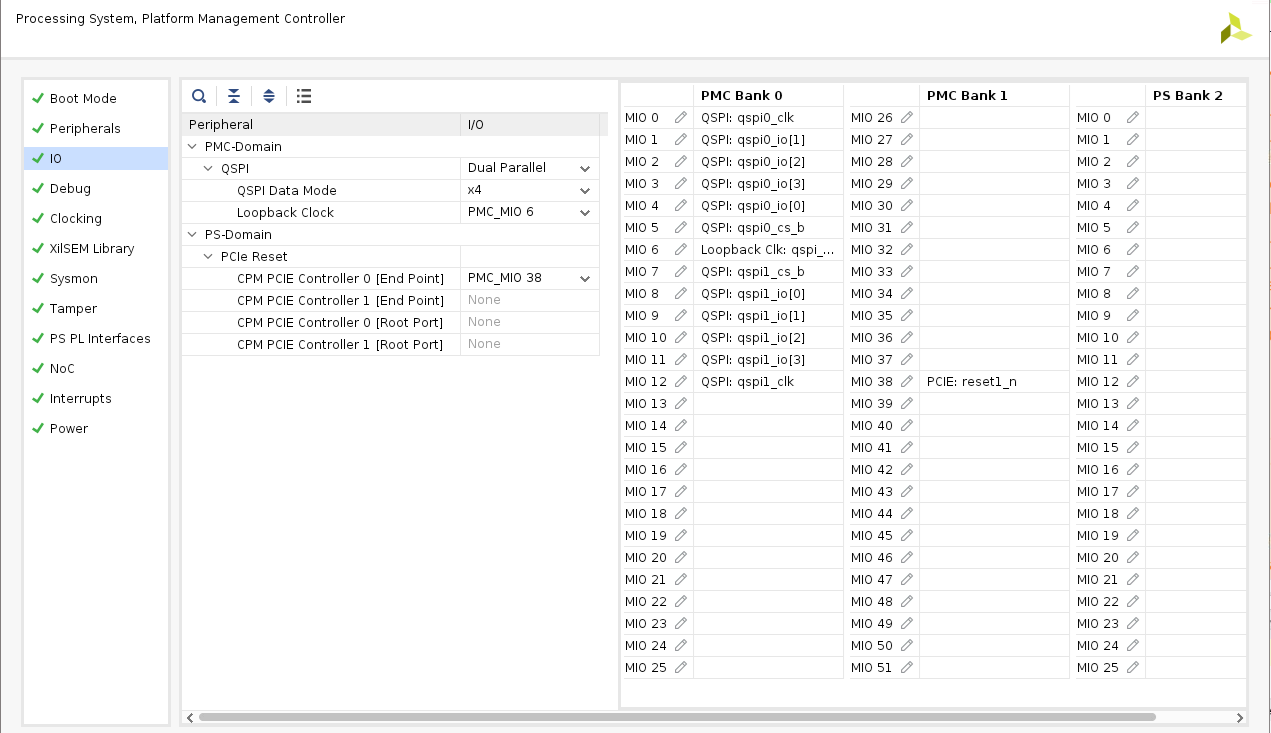 Processing System, Platform Management Controller
Boot Mode
Peripherals
IO
Debug
Clocking
XilSEM Library
Sysmon
Tamper
PS PL Interfaces
NoC
Interrupts
Power
Peripheral I/O
PMC-Domain
QSPI Dual Parallel
QSPI Data Mode x4
Loopback Clock PMC_MIO 6
PS-Domain
PCIe Reset
CPM PCIE Controller 0 [End Point] PMC_MIO 38
CPM PCIE Controller 1 [End Point] None
CPM PCIE Controller 0 [Root Port] None
CPM PCIE Controller 1 [Root Port] None
PMC Bank 0 PMC Bank 1 PS Bank 2
MIO 0 QSPI: qspi0_clk MIO 26 MIO 0
MIO 1 QSPI: qspi0_io[1] MIO 27 MIO 1
MIO 2 QSPI: qspi0_io[2] MIO 28 MIO 2
MIO 3 QSPI: qspi0_io[3] MIO 29 MIO 3
MIO 4 QSPI: qspi0_io[0] MIO 30 MIO 4
MIO 5 QSPI: qspi0_cs_b MIO 31 MIO 5
MIO 6 Loopback Clk: qspi_... MIO 32 MIO 6
MIO 7 QSPI: qspi1_cs_b MIO 33 MIO 7
MIO 8 QSPI: qspi1_io[0] MIO 34 MIO 8
MIO 9 QSPI: qspi1_io[1] MIO 35 MIO 9
MIO 10 QSPI: qspi1_io[2] MIO 36 MIO 10
MIO 11 QSPI: qspi1_io[3] MIO 37 MIO 11
MIO 12 QSPI: qspi1_clk MIO 38 PCIE: reset1_n MIO 12
MIO 13 MIO 39 MIO 13
MIO 14 MIO 40 MIO 14
MIO 15 MIO 41 MIO 15
MIO 16 MIO 42 MIO 16
MIO 17 MIO 43 MIO 17
MIO 18 MIO 44 MIO 18
MIO 19 MIO 45 MIO 19
MIO 20 MIO 46 MIO 20
MIO 21 MIO 47 MIO 21
MIO 22 MIO 48 MIO 22
MIO 23 MIO 49 MIO 23
MIO 24 MIO 50 MIO 24
MIO 25 MIO 51 MIO 25